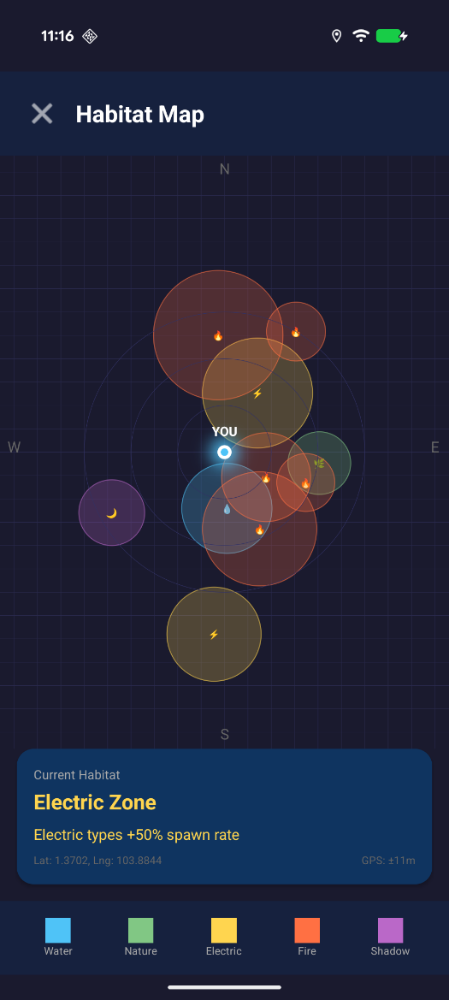 11:16
Habitat Map
N
YOU
W
E
S
Current Habitat
Electric Zone
Electric types +50% spawn rate
Lat: 1.3702, Lng: 103.8844
GPS: ±11m
Water
Nature
Electric
Fire
Shadow